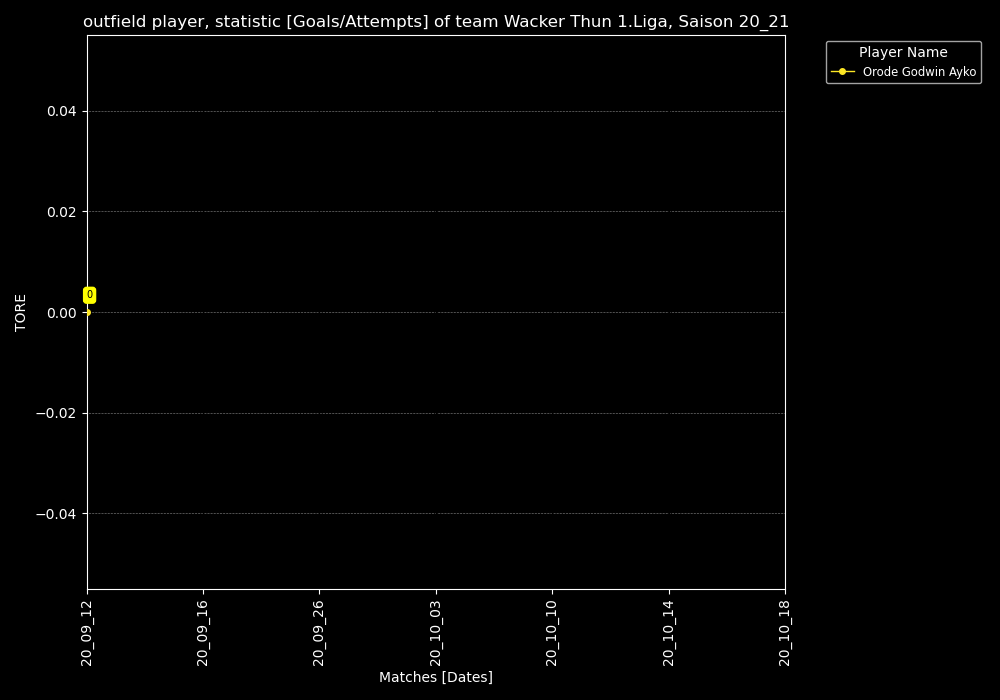 outfield player, statistic [Goals/Attempts] of team Wacker Thun 1.Liga, Saison 20_21
Player Name
Orode Godwin Ayko
0.04
0.02
0
0.00
−0.02
−0.04
TORE
20_09_12
20_09_16
20_09_26
20_10_03
20_10_10
20_10_14
20_10_18
Matches [Dates]